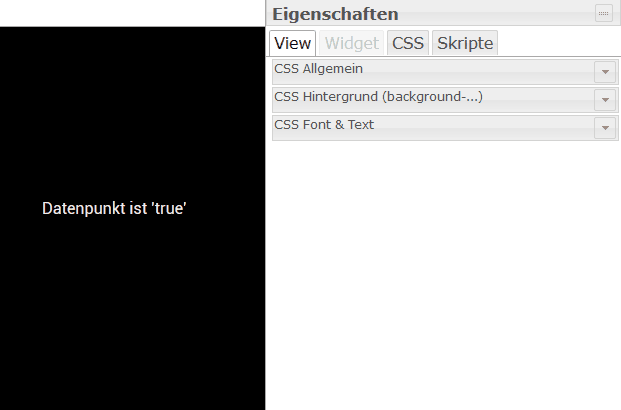 Eigenschaften
View Widget CSS Skripte
CSS Allgemein
CSS Hintergrund (background-...)
CSS Font & Text
Datenpunkt ist 'true'